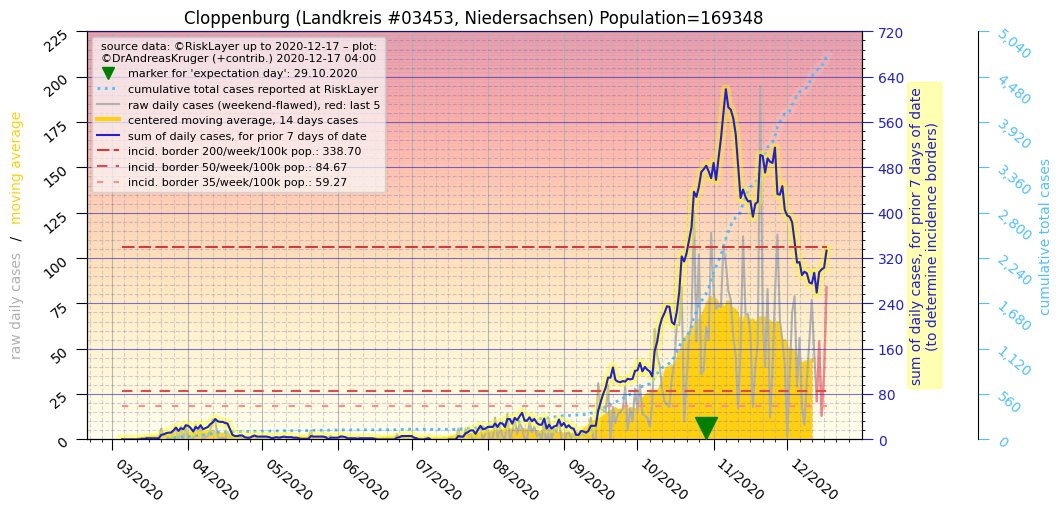 Cloppenburg (Landkreis #03453, Niedersachsen) Population=169348
source data: ©RiskLayer up to 2020-12-17 – plot:
©DrAndreasKruger (+contrib.) 2020-12-17 04:00
marker for 'expectation day': 29.10.2020
cumulative total cases reported at RiskLayer
raw daily cases (weekend-flawed), red: last 5
centered moving average, 14 days cases
sum of daily cases, for prior 7 days of date
incid. border 200/week/100k pop.: 338.70
incid. border 50/week/100k pop.: 84.67
incid. border 35/week/100k pop.: 59.27
raw daily cases / moving average
225
200
175
150
125
100
75
50
25
0
03/2020
04/2020
05/2020
06/2020
07/2020
08/2020
09/2020
10/2020
11/2020
12/2020
720
640
560
480
400
320
240
160
80
0
sum of daily cases, for prior 7 days of date
(to determine incidence borders)
5,040
4,480
3,920
3,360
2,800
2,240
1,680
1,120
560
0
cumulative total cases